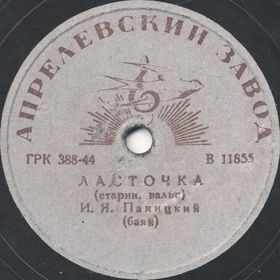 АПРЕЛЕВСКИЙ ЗАВОД
ГРК 388-44 В 11855
ЛАСТОЧКА
(старин. вальс)
И. Я. Паницкий
(баян)